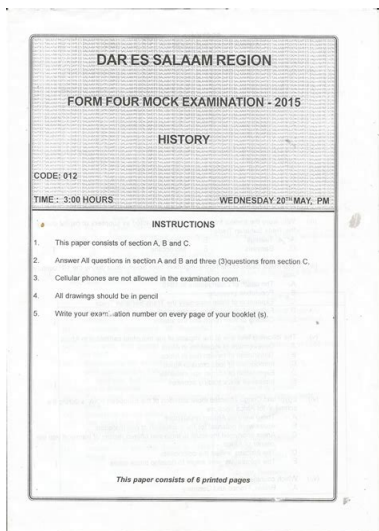 DAR ES SALAAM REGION
FORM FOUR MOCK EXAMINATION - 2015
HISTORY
CODE: 012
TIME : 3:00 HOURS WEDNESDAY 20TH MAY, PM
INSTRUCTIONS
1. This paper consists of section A, B and C.
2. Answer All questions in section A and B and three (3)questions from section C.
3. Cellular phones are not allowed in the examination room.
4. All drawings should be in pencil
5. Write your examination number on every page of your booklet (s).
This paper consists of 6 printed pages